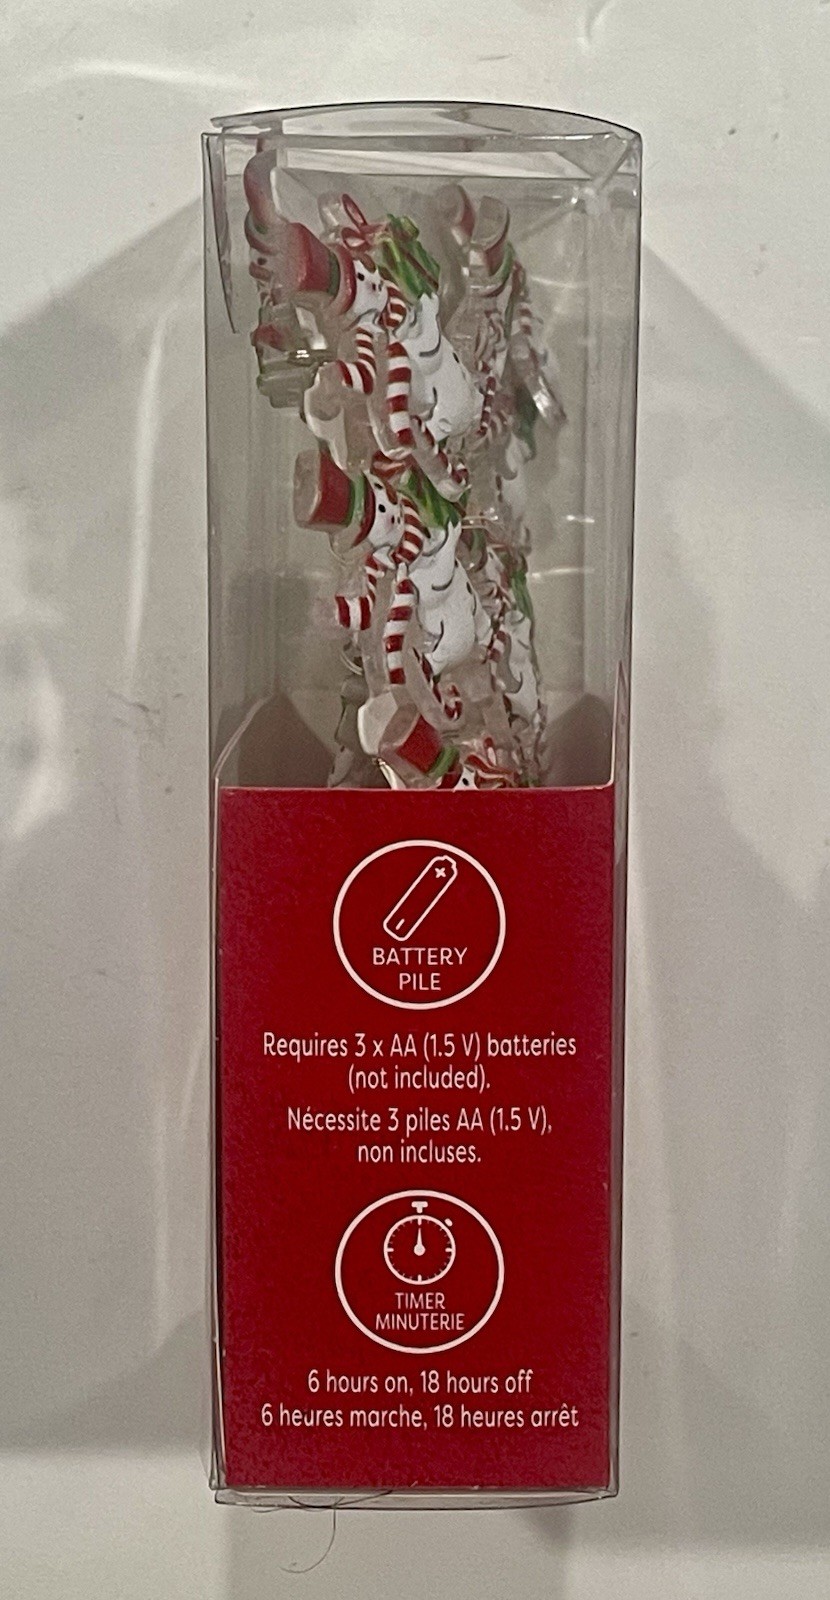 BATTERY
PILE
Requires 3 x AA (1.5 V) batteries
(not included).
Nécessite 3 piles AA (1.5 V),
non incluses.
TIMER
MINUTERIE
6 hours on, 18 hours off
6 heures marche, 18 heures arrêt